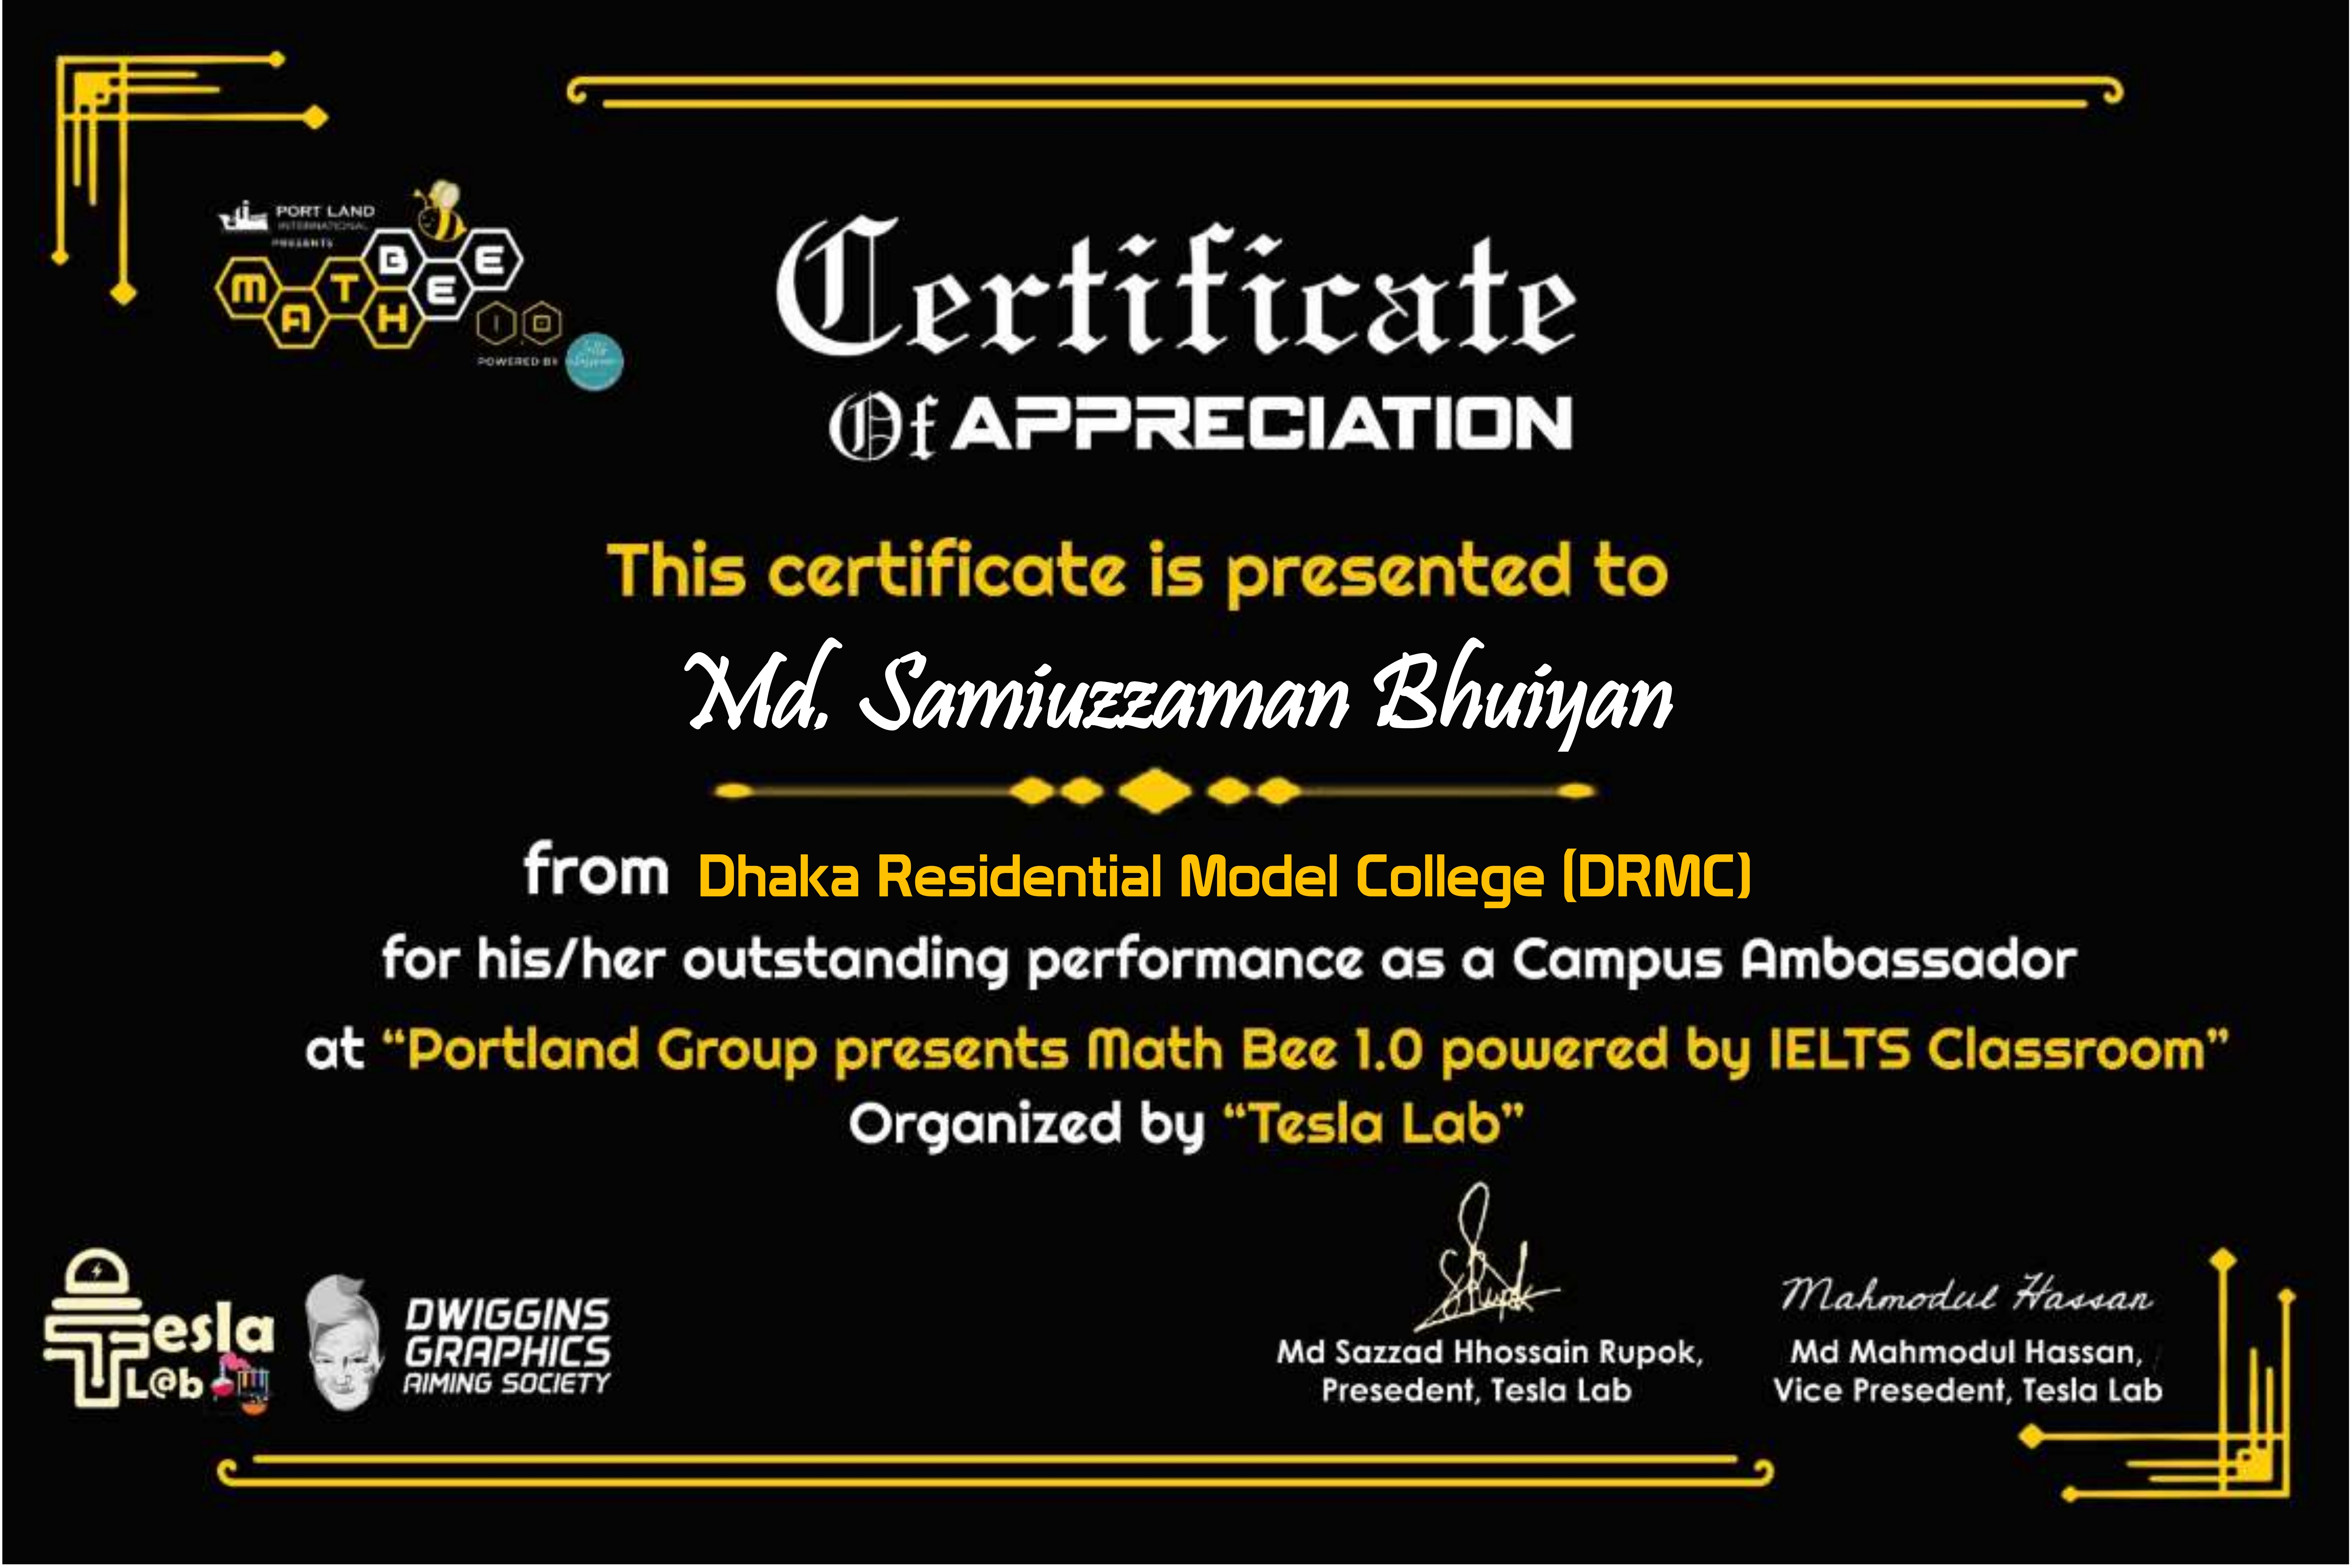 PORT LAND
INTERNATIONAL
PRESENTS
MATH BEE
1.0
POWERED BY
Certificate
Of APPRECIATION
This certificate is presented to
Md. Samiuzzaman Bhuiyan
from Dhaka Residential Model College (DRMC)
for his/her outstanding performance as a Campus Ambassador
at “Portland Group presents Math Bee 1.0 powered by IELTS Classroom”
Organized by “Tesla Lab”
Tesla
L@b
DWIGGINS
GRAPHICS
AIMING SOCIETY
Mahmodul Hassan
Md Sazzad Hhossain Rupok,
Presedent, Tesla Lab
Md Mahmodul Hassan,
Vice Presedent, Tesla Lab